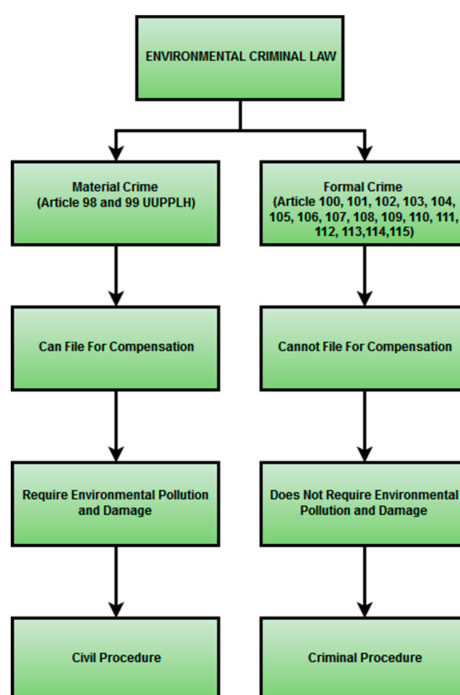 ENVIRONMENTAL CRIMINAL LAW
Material Crime
(Article 98 and 99 UUPPLH)
Formal Crime
(Article 100, 101, 102, 103, 104,
105, 106, 107, 108, 109, 110, 111,
112, 113,114,115)
Can File For Compensation
Cannot File For Compensation
Require Environmental Pollution
and Damage
Does Not Require Environmental
Pollution and Damage
Civil Procedure
Criminal Procedure